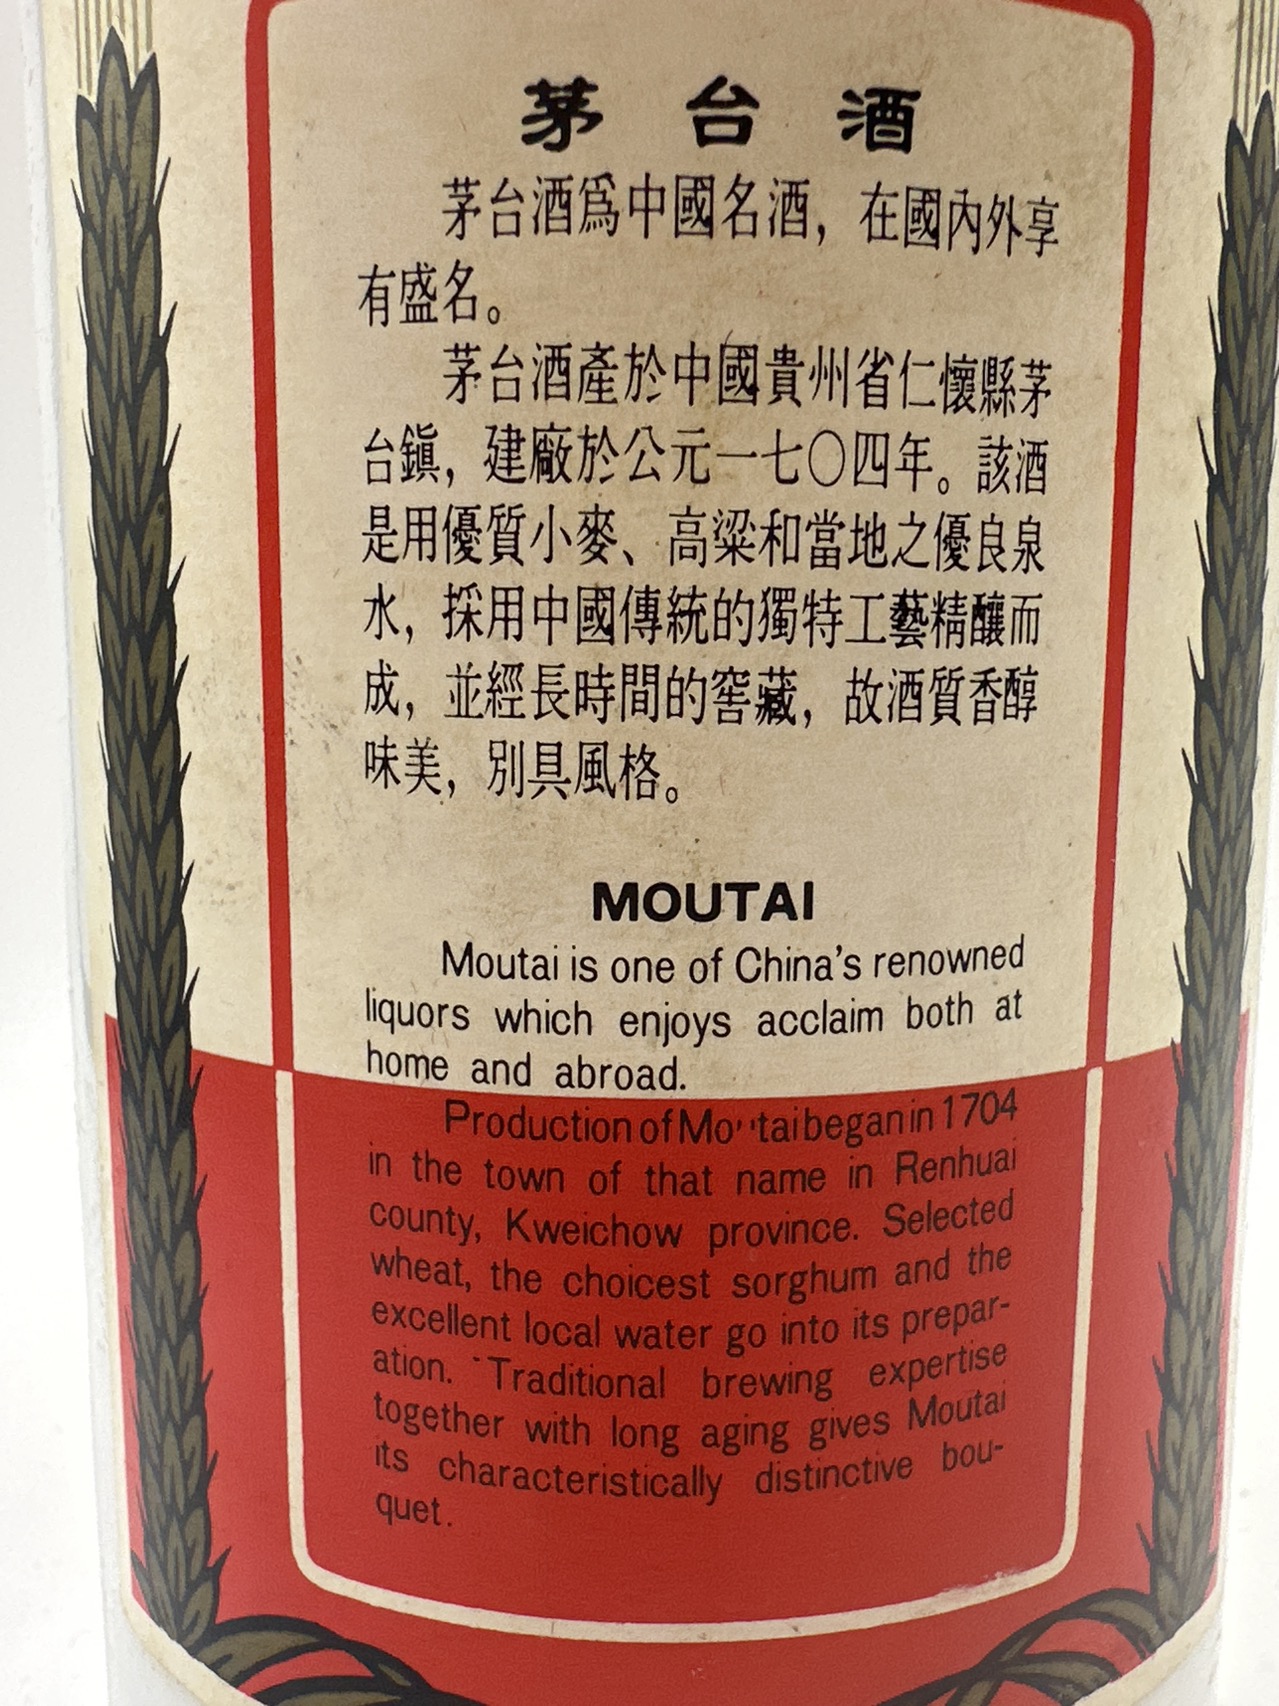 茅台酒
茅台酒爲中國名酒，在國內外享
有盛名。
茅台酒產於中國貴州省仁懷縣茅
台鎭，建廠於公元一七〇四年。該酒
是用優質小麥、高粱和當地之優良泉
水，採用中國傳統的獨特工藝精釀而
成，並經長時間的窖藏，故酒質香醇
味美，別具風格。
MOUTAI
Moutai is one of China's renowned
liquors which enjoys acclaim both at
home and abroad.
Production of Moutai began in 1704
in the town of that name in Renhuai
county, Kweichow province. Selected
wheat, the choicest sorghum and the
excellent local water go into its prepar-
ation. Traditional brewing expertise
together with long aging gives Moutai
its characteristically distinctive bou-
quet.